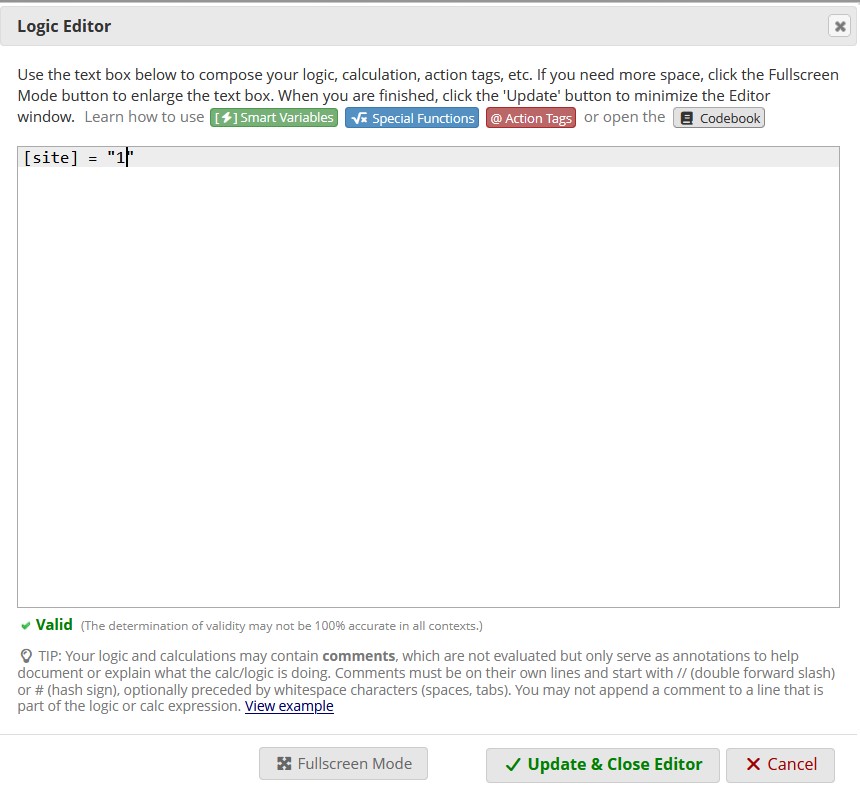 Logic Editor
Use the text box below to compose your logic, calculation, action tags, etc. If you need more space, click the Fullscreen
Mode button to enlarge the text box. When you are finished, click the 'Update' button to minimize the Editor
window. Learn how to use [⚡] Smart Variables √x Special Functions @ Action Tags or open the Codebook
[site] = "1"
Valid (The determination of validity may not be 100% accurate in all contexts.)
TIP: Your logic and calculations may contain comments, which are not evaluated but only serve as annotations to help
document or explain what the calc/logic is doing. Comments must be on their own lines and start with // (double forward slash)
or # (hash sign), optionally preceded by whitespace characters (spaces, tabs). You may not append a comment to a line that is
part of the logic or calc expression. View example
Fullscreen Mode Update & Close Editor Cancel